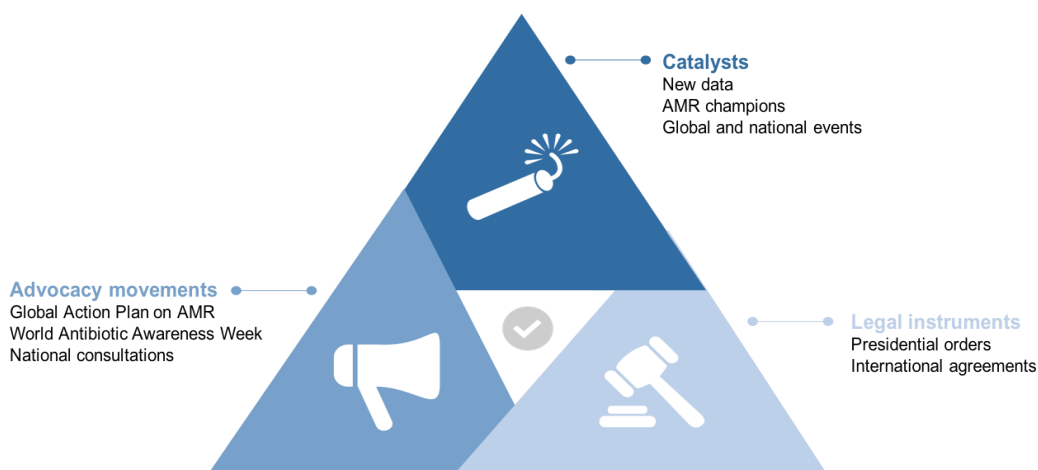 Catalysts
New data
AMR champions
Global and national events
Advocacy movements
Global Action Plan on AMR
World Antibiotic Awareness Week
National consultations
Legal instruments
Presidential orders
International agreements